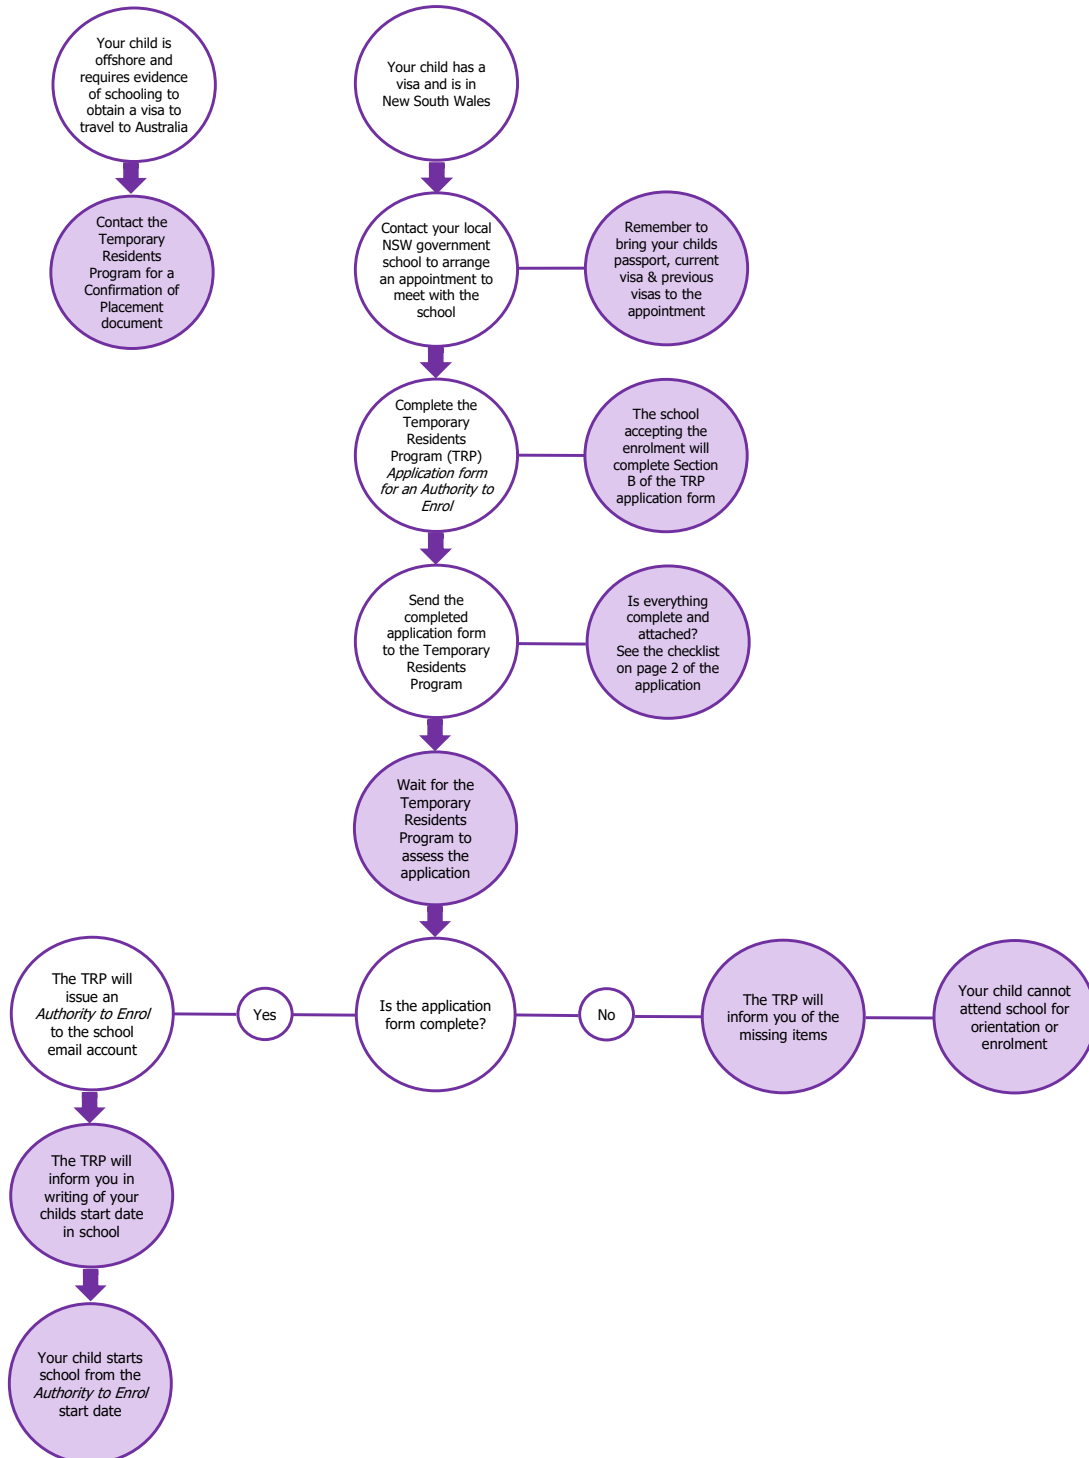 Your child is
offshore and
requires evidence
of schooling to
obtain a visa to
travel to Australia
Your child has a
visa and is in
New South Wales
Contact the
Temporary
Residents
Program for a
Confirmation of
Placement
document
Contact your local
NSW government
school to arrange
an appointment to
meet with the
school
Remember to
bring your childs
passport, current
visa & previous
visas to the
appointment
Complete the
Temporary
Residents
Program (TRP)
Application form
for an Authority to
Enrol
The school
accepting the
enrolment will
complete Section
B of the TRP
application form
Send the
completed
application form
to the Temporary
Residents
Program
Is everything
complete and
attached?
See the checklist
on page 2 of the
application
Wait for the
Temporary
Residents
Program to
assess the
application
The TRP will
issue an
Authority to Enrol
to the school
email account
Yes
Is the application
form complete?
No
The TRP will
inform you of the
missing items
Your child cannot
attend school for
orientation or
enrolment
The TRP will
inform you in
writing of your
childs start date
in school
Your child starts
school from the
Authority to Enrol
start date